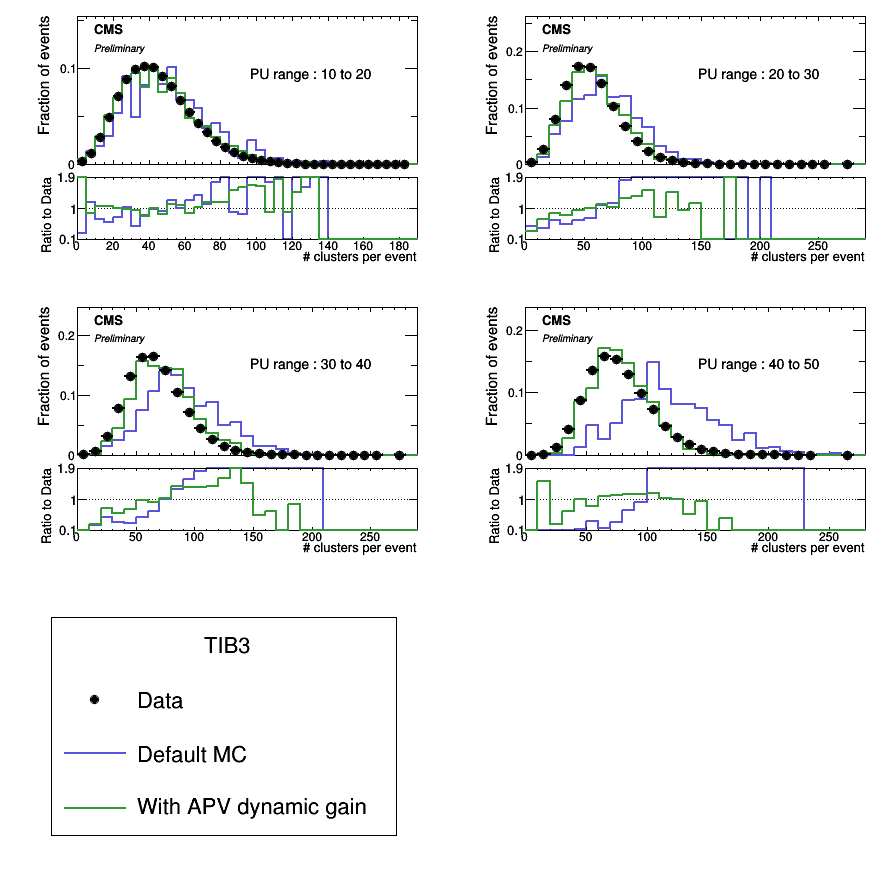 CMS
Preliminary
PU range : 10 to 20
Fraction of events
0.1
0
Ratio to Data
1.9
1
0.1
0 20 40 60 80 100 120 140 160 180
# clusters per event
CMS
Preliminary
PU range : 20 to 30
Fraction of events
0.2
0.1
0
Ratio to Data
1.9
1
0.1
0 50 100 150 200 250
# clusters per event
CMS
Preliminary
PU range : 30 to 40
Fraction of events
0.2
0.1
0
Ratio to Data
1.9
1
0.1
0 50 100 150 200 250
# clusters per event
CMS
Preliminary
PU range : 40 to 50
Fraction of events
0.2
0.1
0
Ratio to Data
1.9
1
0.1
0 50 100 150 200 250
# clusters per event
TIB3
Data
Default MC
With APV dynamic gain